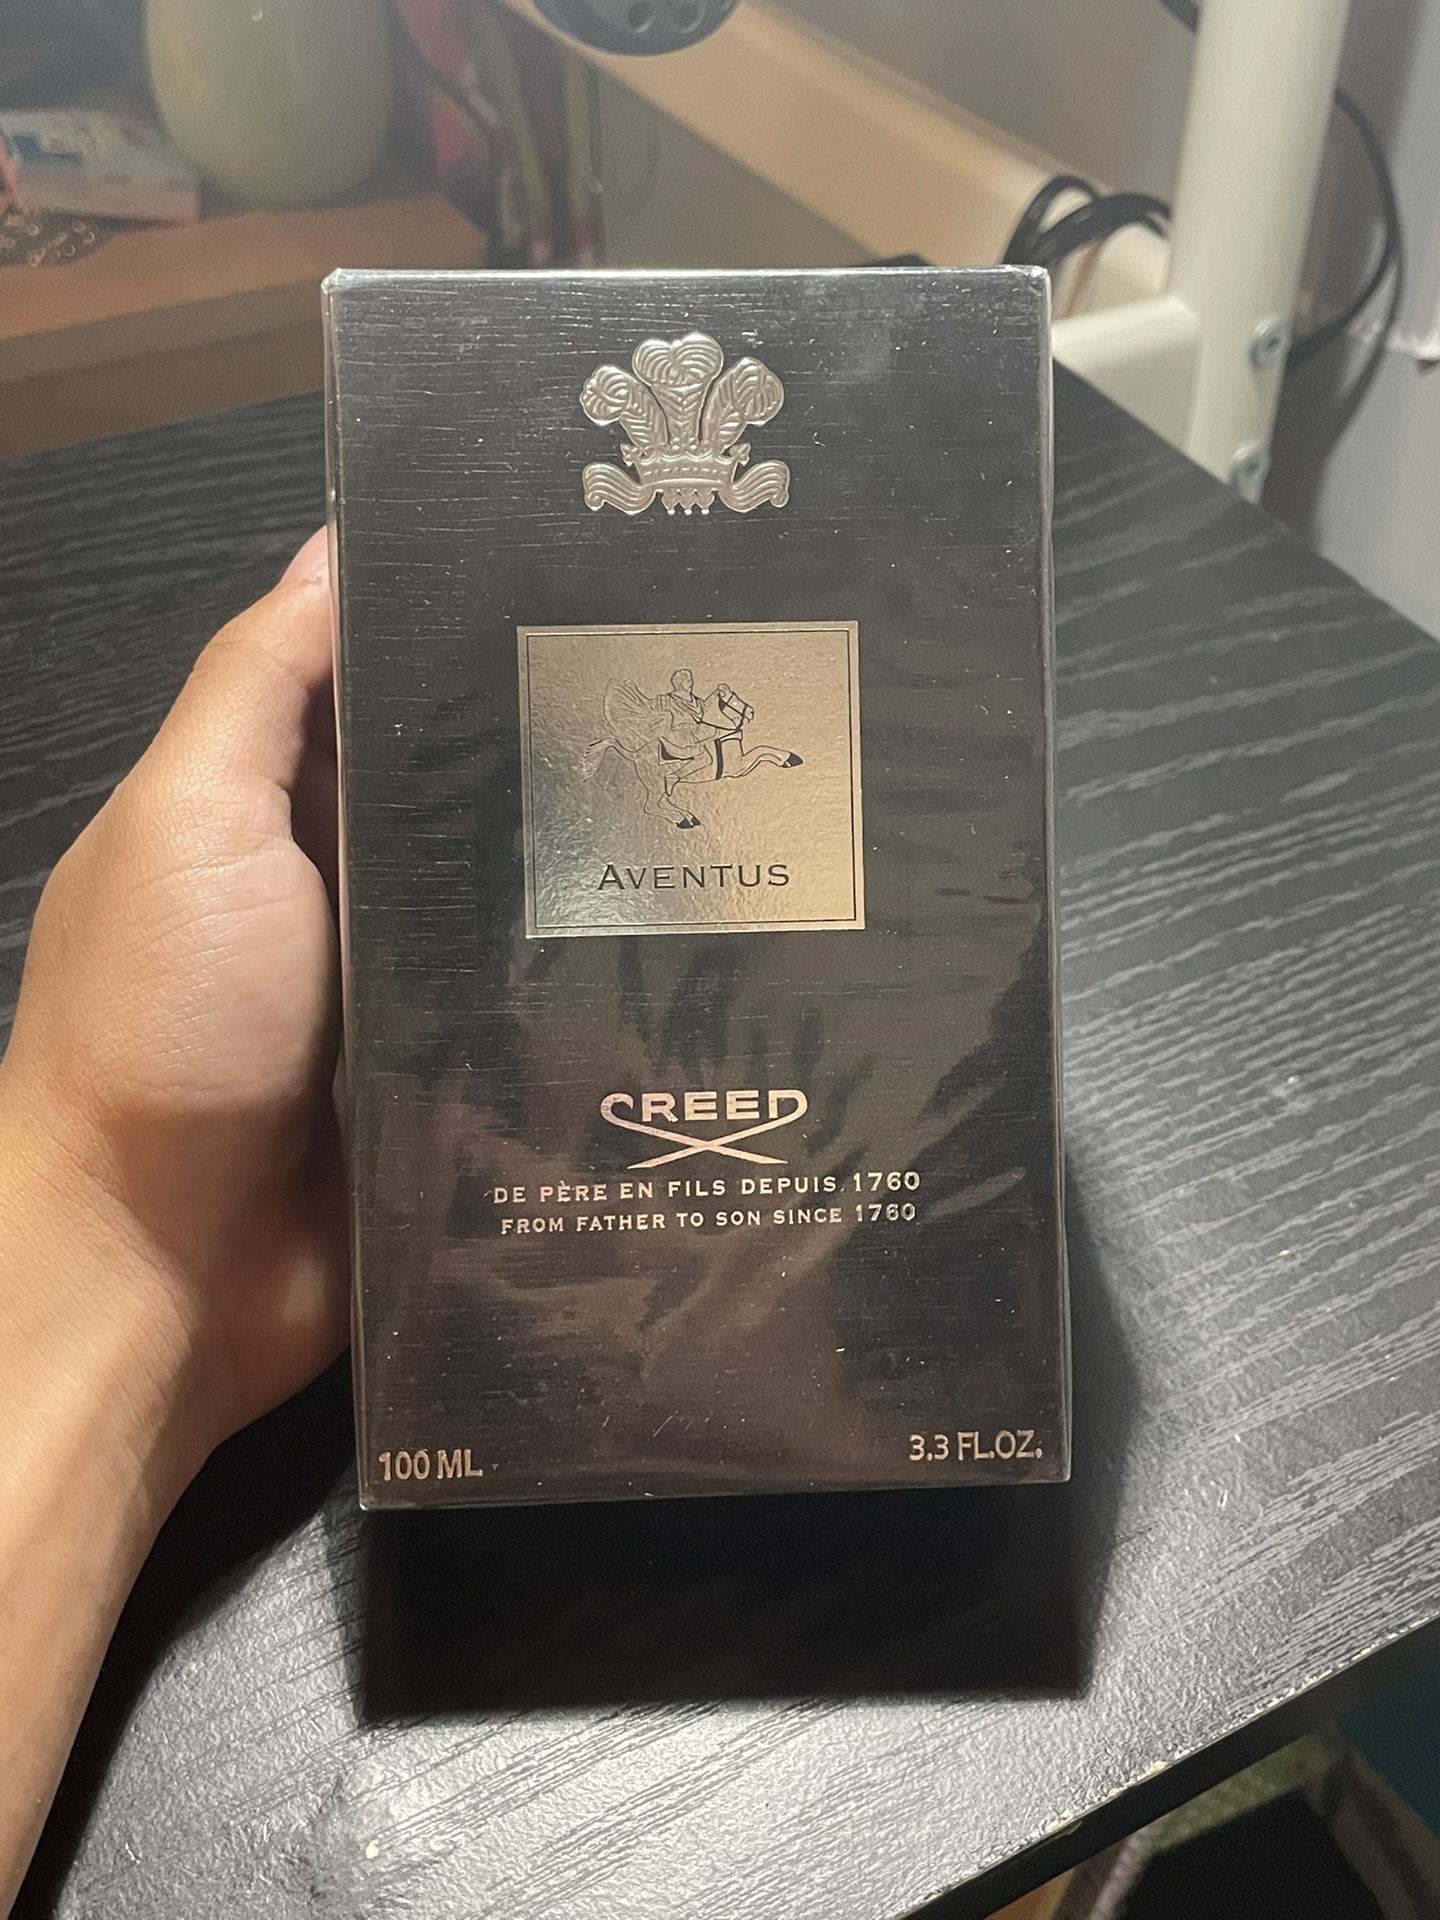 AVENTUS
CREED
DE PÈRE EN FILS DEPUIS 1760
FROM FATHER TO SON SINCE 1760
100 ML
3.3 FL.OZ.